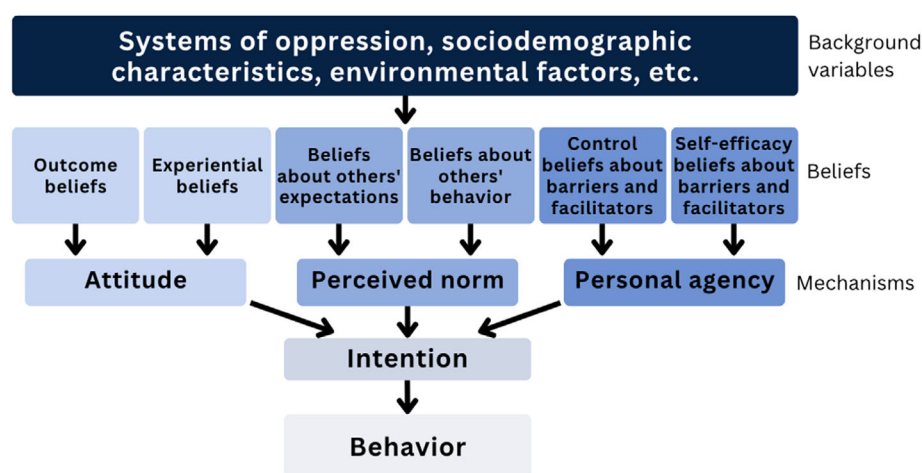 Systems of oppression, sociodemographic
characteristics, environmental factors, etc.
Background
variables
Outcome
beliefs
Experiential
beliefs
Beliefs
about others'
expectations
Beliefs about
others'
behavior
Control
beliefs about
barriers and
facilitators
Self-efficacy
beliefs about
barriers and
facilitators
Beliefs
Attitude
Perceived norm
Personal agency
Mechanisms
Intention
Behavior